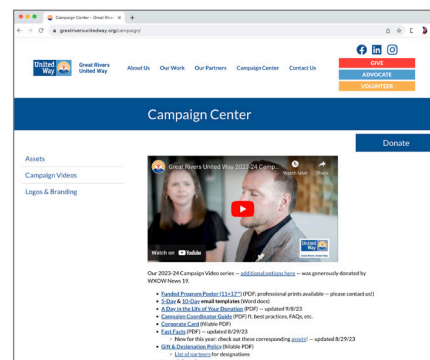 Campaign Center - Great River
greatriversunitedway.org/campaign/
United Way
Great Rivers
United Way
About Us
Our Work
Our Partners
Campaign Center
Contact Us
GIVE
ADVOCATE
VOLUNTEER
Campaign Center
Donate
Assets
Campaign Videos
Logos & Branding
Great Rivers United Way 2023-24 Camp...
Watch later
Share
Watch on YouTube
United Way
Our 2023-24 Campaign Video series — additional options here — was generously donated by
WXOW News 19.
Funded Program Poster (11×17") (PDF; professional prints available — please contact us!)
5-Day & 10-Day email templates (Word docs)
A Day in the Life of Your Donation (PDF) — updated 9/8/23
Campaign Coordinator Guide (PDF) ft. best practices, FAQs, etc.
Corporate Card (fillable PDF)
Fast Facts (PDF) — updated 8/29/23
New for this year: check out these corresponding assets! — updated 8/29/23
Gift & Designation Policy (fillable PDF)
List of partners for designations